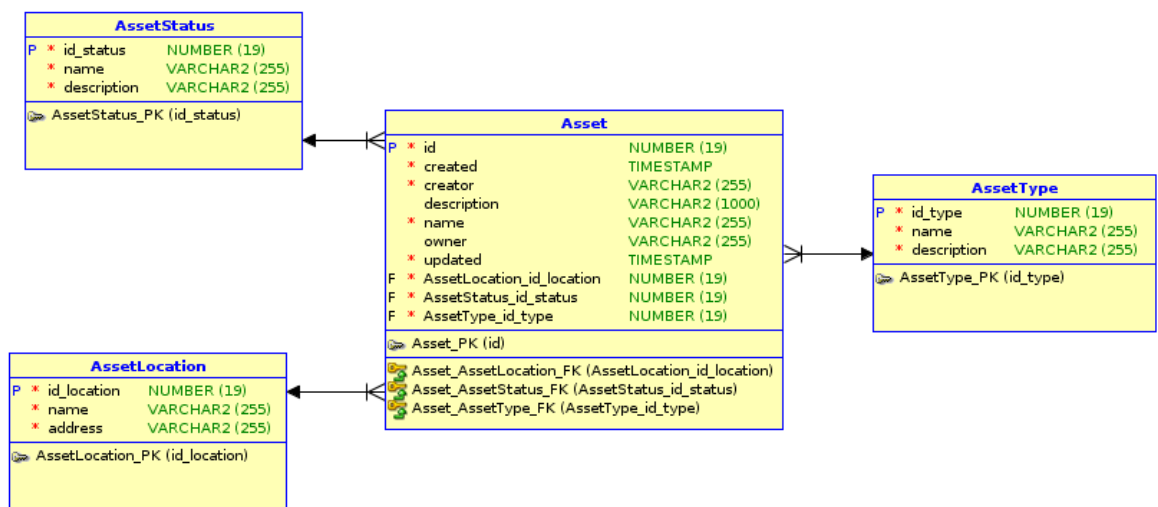 AssetStatus
P * id_status NUMBER (19)
* name VARCHAR2 (255)
* description VARCHAR2 (255)
AssetStatus_PK (id_status)
Asset
P * id NUMBER (19)
* created TIMESTAMP
* creator VARCHAR2 (255)
description VARCHAR2 (1000)
* name VARCHAR2 (255)
owner VARCHAR2 (255)
* updated TIMESTAMP
F * AssetLocation_id_location NUMBER (19)
F * AssetStatus_id_status NUMBER (19)
F * AssetType_id_type NUMBER (19)
Asset_PK (id)
Asset_AssetLocation_FK (AssetLocation_id_location)
Asset_AssetStatus_FK (AssetStatus_id_status)
Asset_AssetType_FK (AssetType_id_type)
AssetType
P * id_type NUMBER (19)
* name VARCHAR2 (255)
* description VARCHAR2 (255)
AssetType_PK (id_type)
AssetLocation
P * id_location NUMBER (19)
* name VARCHAR2 (255)
* address VARCHAR2 (255)
AssetLocation_PK (id_location)